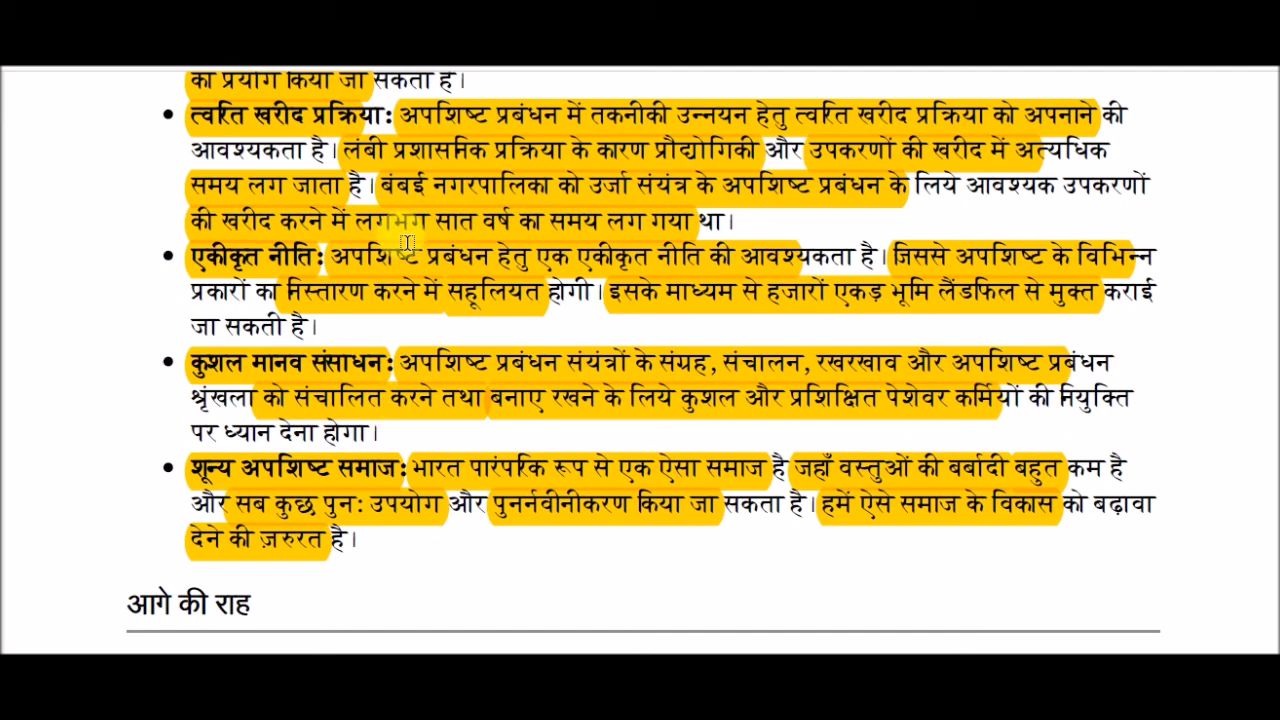 का प्रयोग किया जा सकता है।
• त्वरित खरीद प्रक्रिया: अपशिष्ट प्रबंधन में तकनीकी उन्नयन हेतु त्वरित खरीद प्रक्रिया को अपनाने की
आवश्यकता है। लंबी प्रशासनिक प्रक्रिया के कारण प्रौद्योगिकी और उपकरणों की खरीद में अत्यधिक
समय लग जाता है। बंबई नगरपालिका को उर्जा संयंत्र के अपशिष्ट प्रबंधन के लिये आवश्यक उपकरणों
की खरीद करने में लगभग सात वर्ष का समय लग गया था।
• एकीकृत नीति: अपशिष्ट प्रबंधन हेतु एक एकीकृत नीति की आवश्यकता है। जिससे अपशिष्ट के विभिन्न
प्रकारों का निस्तारण करने में सहूलियत होगी। इसके माध्यम से हजारों एकड़ भूमि लैंडफिल से मुक्त कराई
जा सकती है।
• कुशल मानव संसाधन: अपशिष्ट प्रबंधन संयंत्रों के संग्रह, संचालन, रखरखाव और अपशिष्ट प्रबंधन
श्रृंखला को संचालित करने तथा बनाए रखने के लिये कुशल और प्रशिक्षित पेशेवर कर्मियों की नियुक्ति
पर ध्यान देना होगा।
• शून्य अपशिष्ट समाज: भारत पारंपरिक रूप से एक ऐसा समाज है जहाँ वस्तुओं की बर्बादी बहुत कम है
और सब कुछ पुन: उपयोग और पुनर्नवीनीकरण किया जा सकता है। हमें ऐसे समाज के विकास को बढ़ावा
देने की ज़रुरत है।
आगे की राह